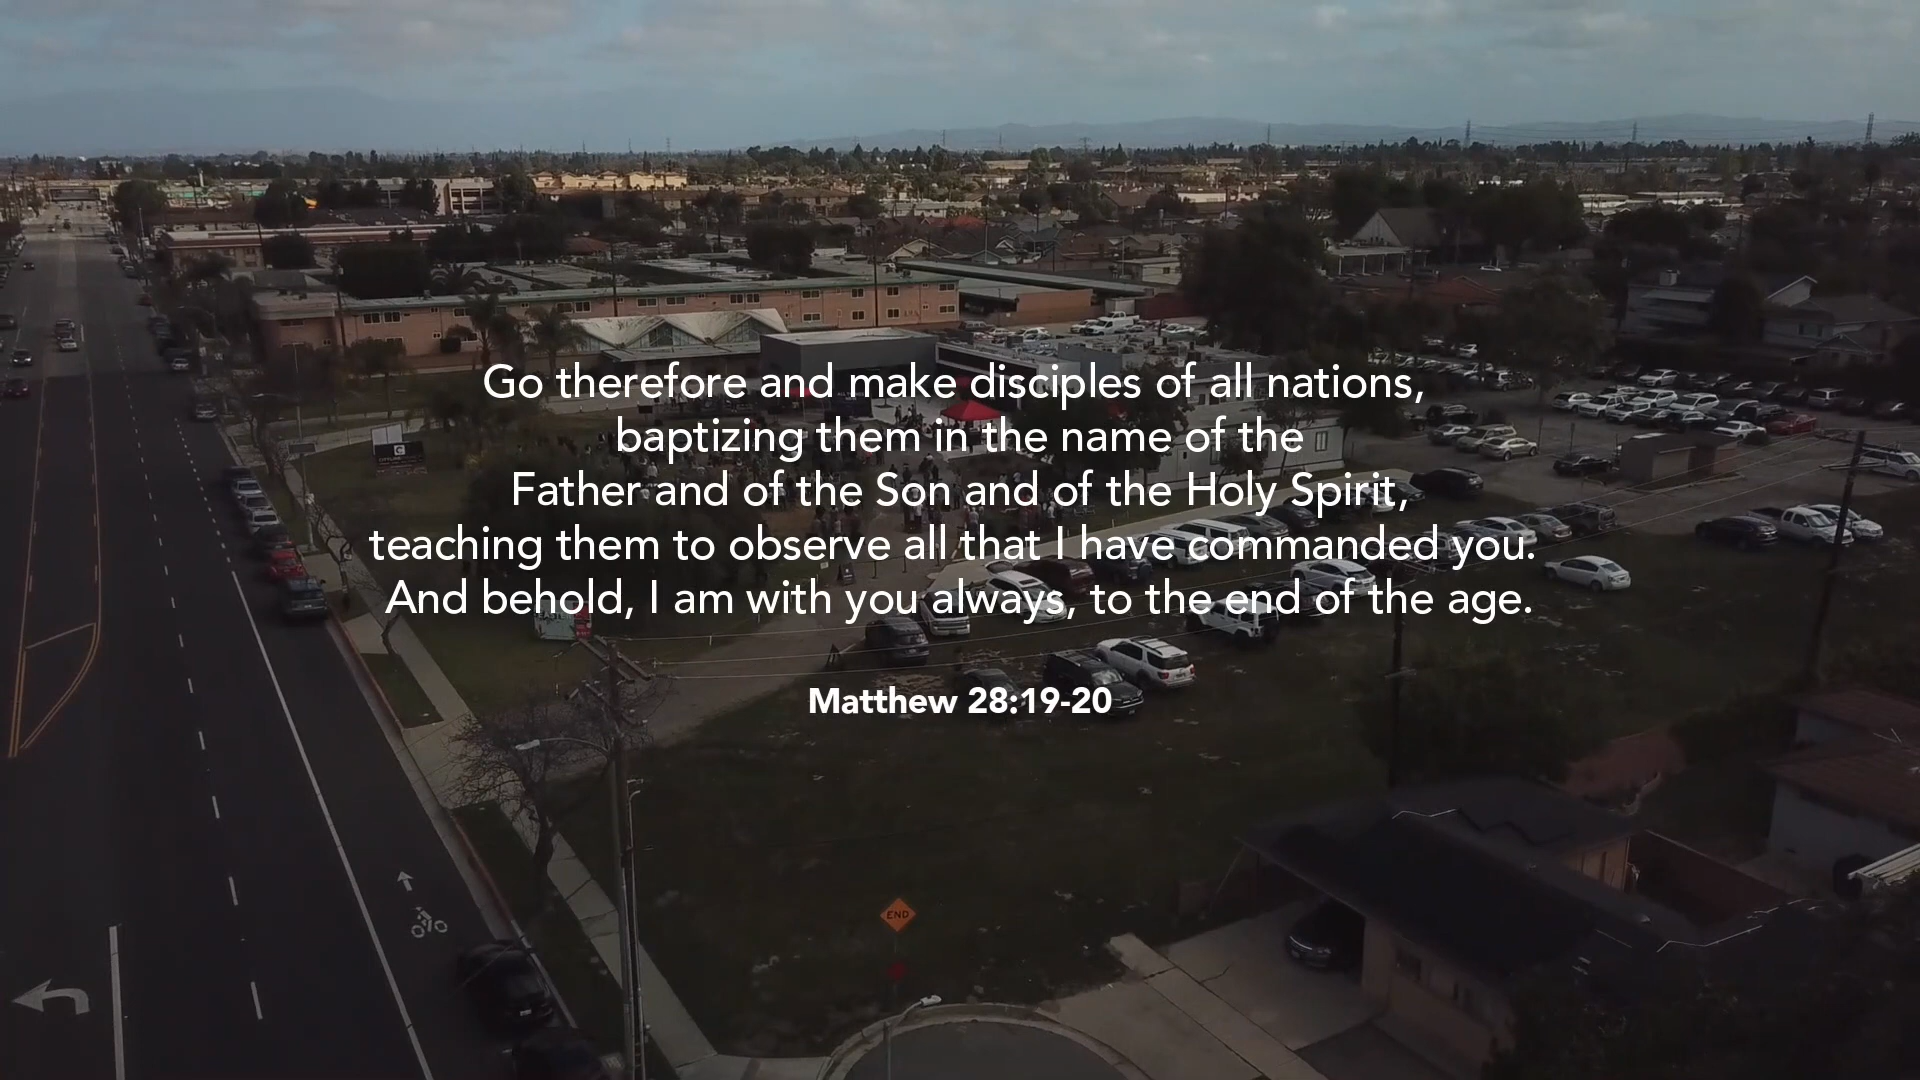 Go therefore and make disciples of all nations,
baptizing them in the name of the
Father and of the Son and of the Holy Spirit,
teaching them to observe all that I have commanded you.
And behold, I am with you always, to the end of the age.
Matthew 28:19-20
END